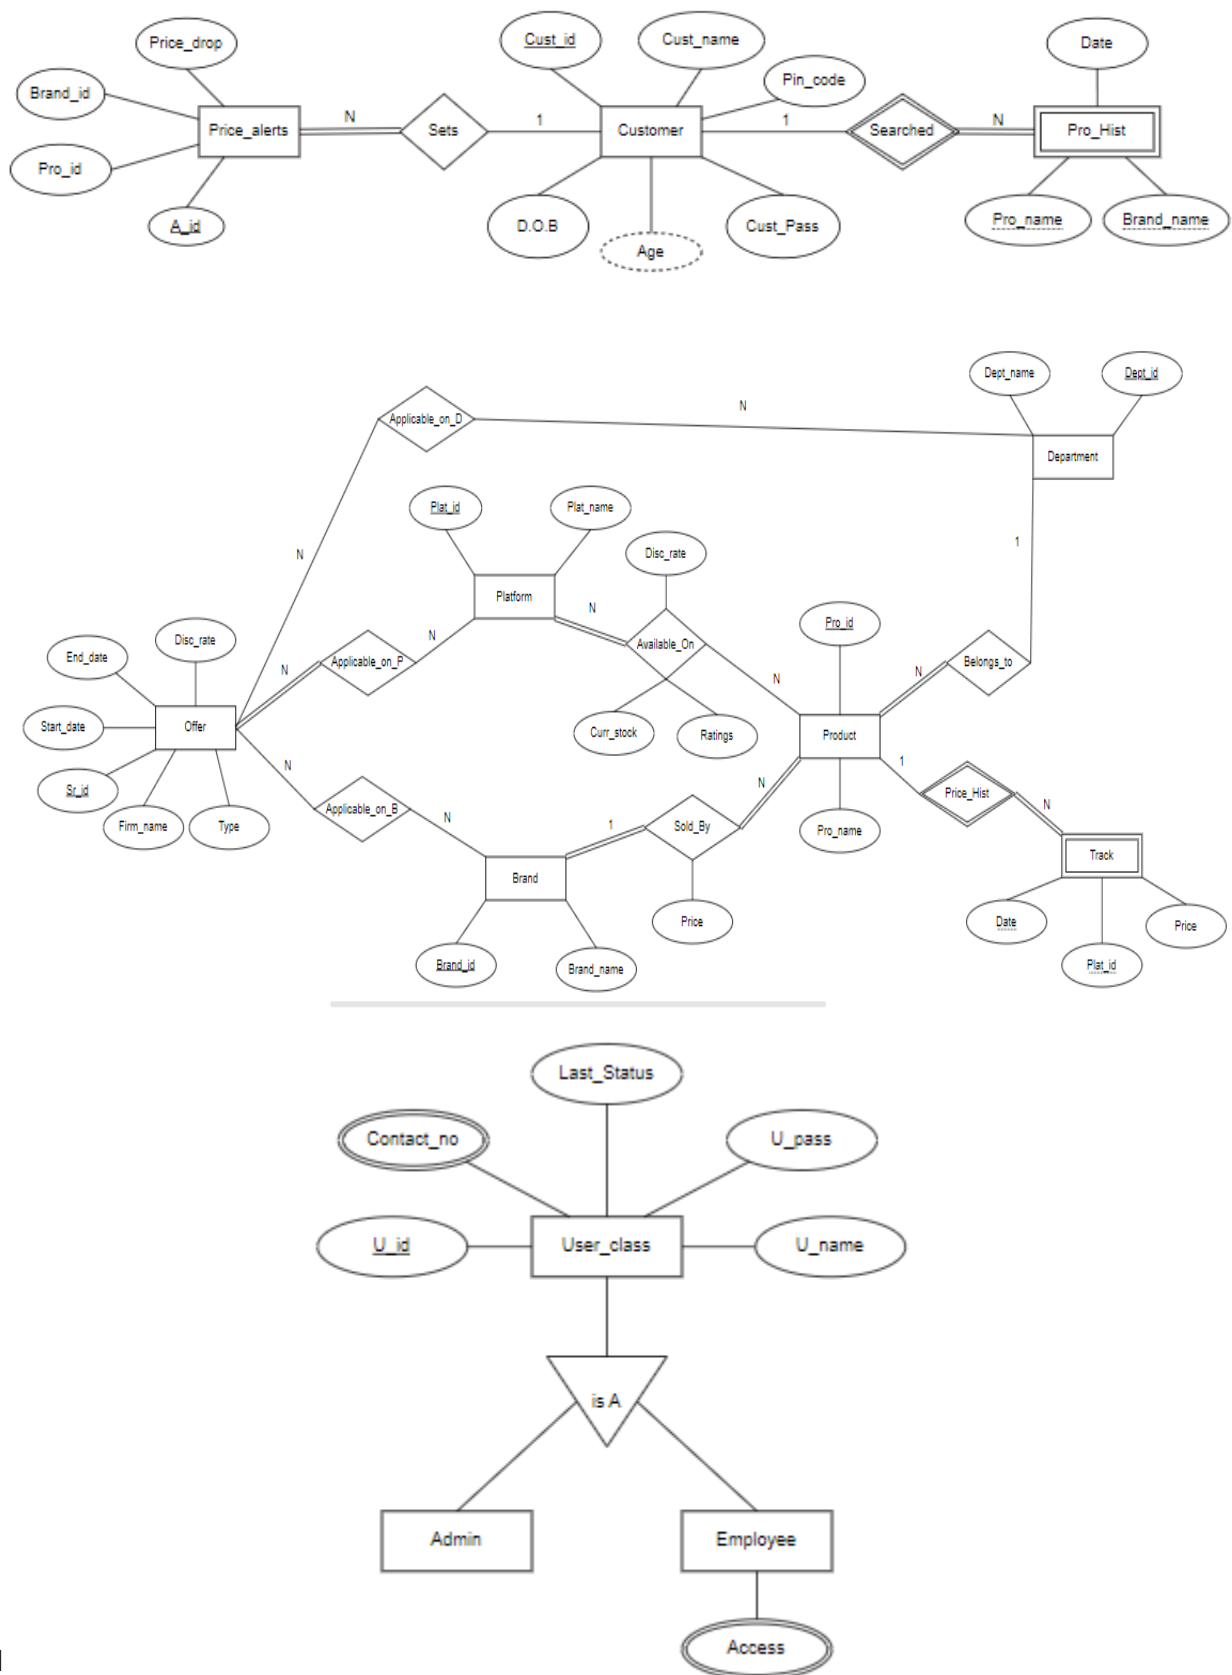 Price_drop
Cust_id
Cust_name
Date
Brand_id
Pin_code
Price_alerts
N
Sets
1
Customer
1
Searched
N
Pro_Hist
Pro_id
A_id
D.O.B
Age
Cust_Pass
Pro_name
Brand_name
Dept_name
Dept_id
Applicable_on_D
N
Department
Plat_id
Plat_name
N
Disc_rate
1
Platform
N
Pro_id
Disc_rate
End_date
Applicable_on_P
N
Available_On
Belongs_to
N
N
N
Start_date
Offer
Curr_stock
Ratings
Product
N
1
Sr_id
N
Price_Hist
N
Firm_name
Type
Applicable_on_B
N
1
Sold_By
Pro_name
Track
Brand
Price
Date
Price
Brand_id
Brand_name
Plat_id
Last_Status
Contact_no
U_pass
U_id
User_class
U_name
is A
Admin
Employee
Access